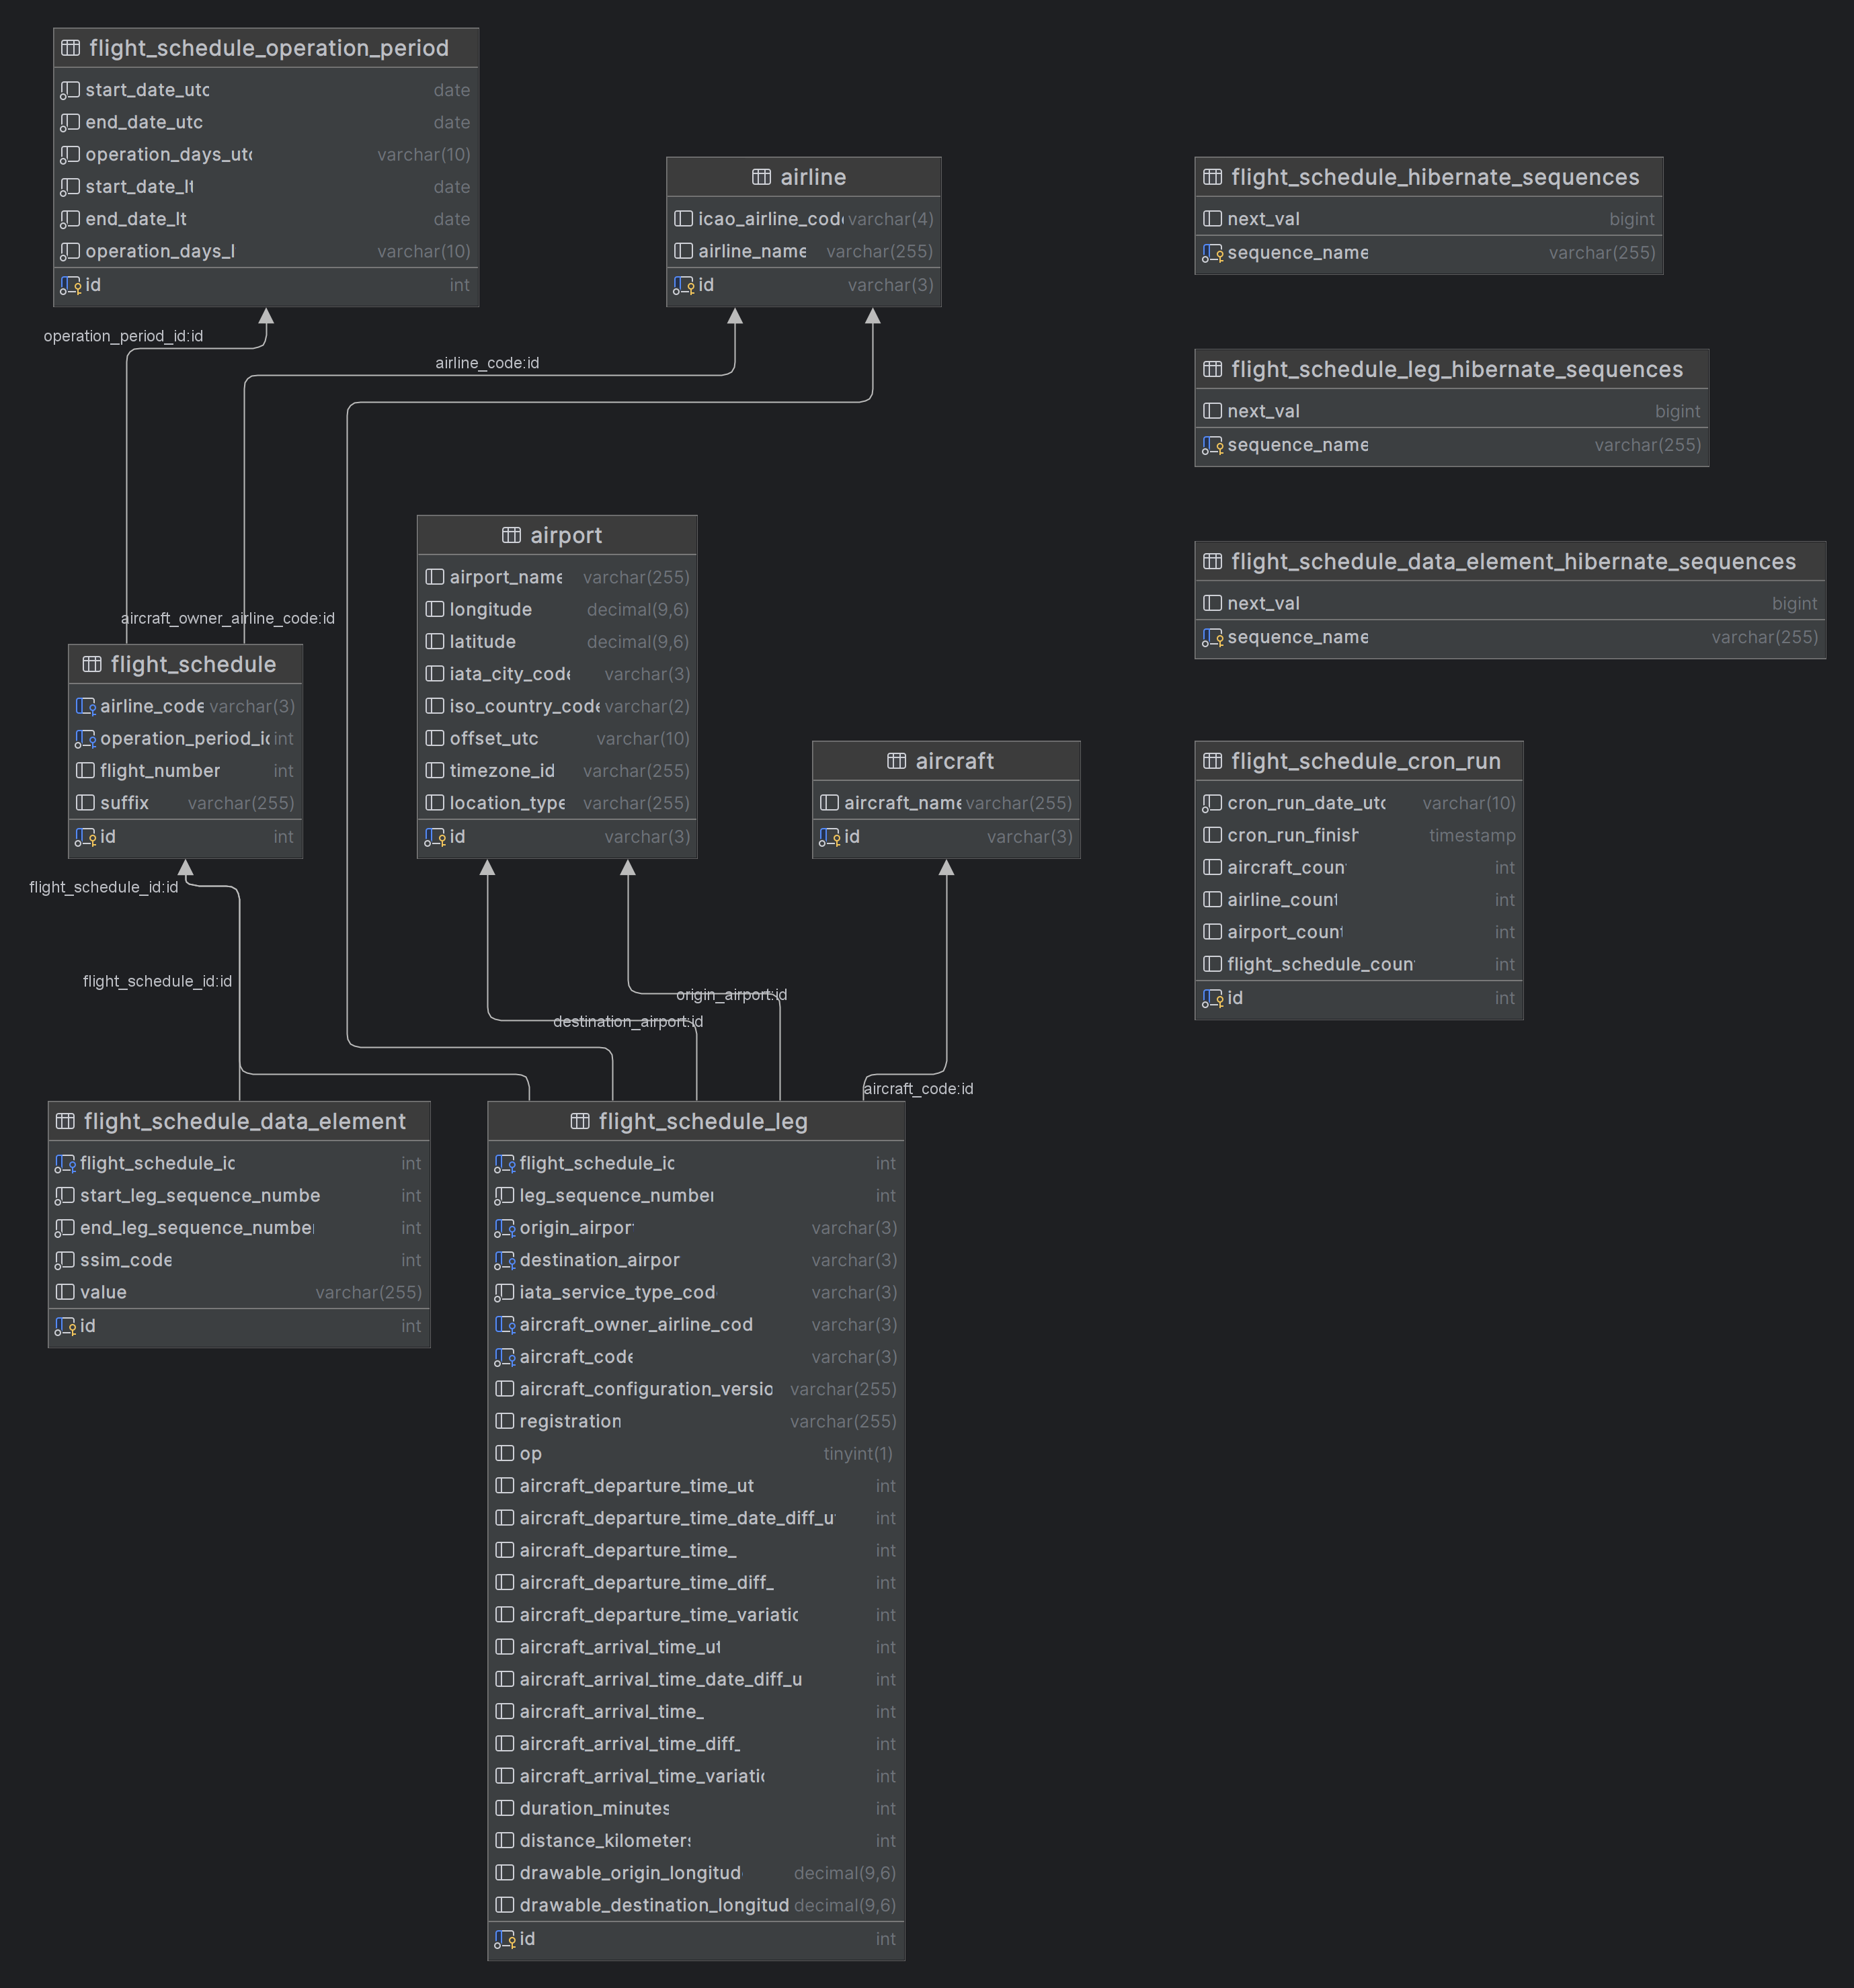 flight_schedule_operation_period
start_date_utc date
end_date_utc date
operation_days_utc varchar(10)
start_date_lt date
end_date_lt date
operation_days_l varchar(10)
id int
operation_period_id:id
airline
icao_airline_code varchar(4)
airline_name varchar(255)
id varchar(3)
airline_code:id
flight_schedule_hibernate_sequences
next_val bigint
sequence_name varchar(255)
flight_schedule_leg_hibernate_sequences
next_val bigint
sequence_name varchar(255)
flight_schedule_data_element_hibernate_sequences
next_val bigint
sequence_name varchar(255)
aircraft_owner_airline_code:id
flight_schedule
airline_code varchar(3)
operation_period_id int
flight_number int
suffix varchar(255)
id int
airport
airport_name varchar(255)
longitude decimal(9,6)
latitude decimal(9,6)
iata_city_code varchar(3)
iso_country_code varchar(2)
offset_utc varchar(10)
timezone_id varchar(255)
location_type varchar(255)
id varchar(3)
aircraft
aircraft_name varchar(255)
id varchar(3)
flight_schedule_cron_run
cron_run_date_utc varchar(10)
cron_run_finish timestamp
aircraft_count int
airline_count int
airport_count int
flight_schedule_coun int
id int
flight_schedule_id:id
flight_schedule_id:id
origin_airport:id
destination_airport:id
aircraft_code:id
flight_schedule_data_element
flight_schedule_id int
start_leg_sequence_numbe int
end_leg_sequence_number int
ssim_code int
value varchar(255)
id int
flight_schedule_leg
flight_schedule_id int
leg_sequence_number int
origin_airport varchar(3)
destination_airpor varchar(3)
iata_service_type_cod varchar(3)
aircraft_owner_airline_cod varchar(3)
aircraft_code varchar(3)
aircraft_configuration_versio varchar(255)
registration varchar(255)
op tinyint(1)
aircraft_departure_time_ut int
aircraft_departure_time_date_diff_ut int
aircraft_departure_time_ int
aircraft_departure_time_diff_ int
aircraft_departure_time_variatio int
aircraft_arrival_time_ut int
aircraft_arrival_time_date_diff_u int
aircraft_arrival_time_ int
aircraft_arrival_time_diff_ int
aircraft_arrival_time_variatio int
duration_minutes int
distance_kilometers int
drawable_origin_longitud decimal(9,6)
drawable_destination_longitud decimal(9,6)
id int